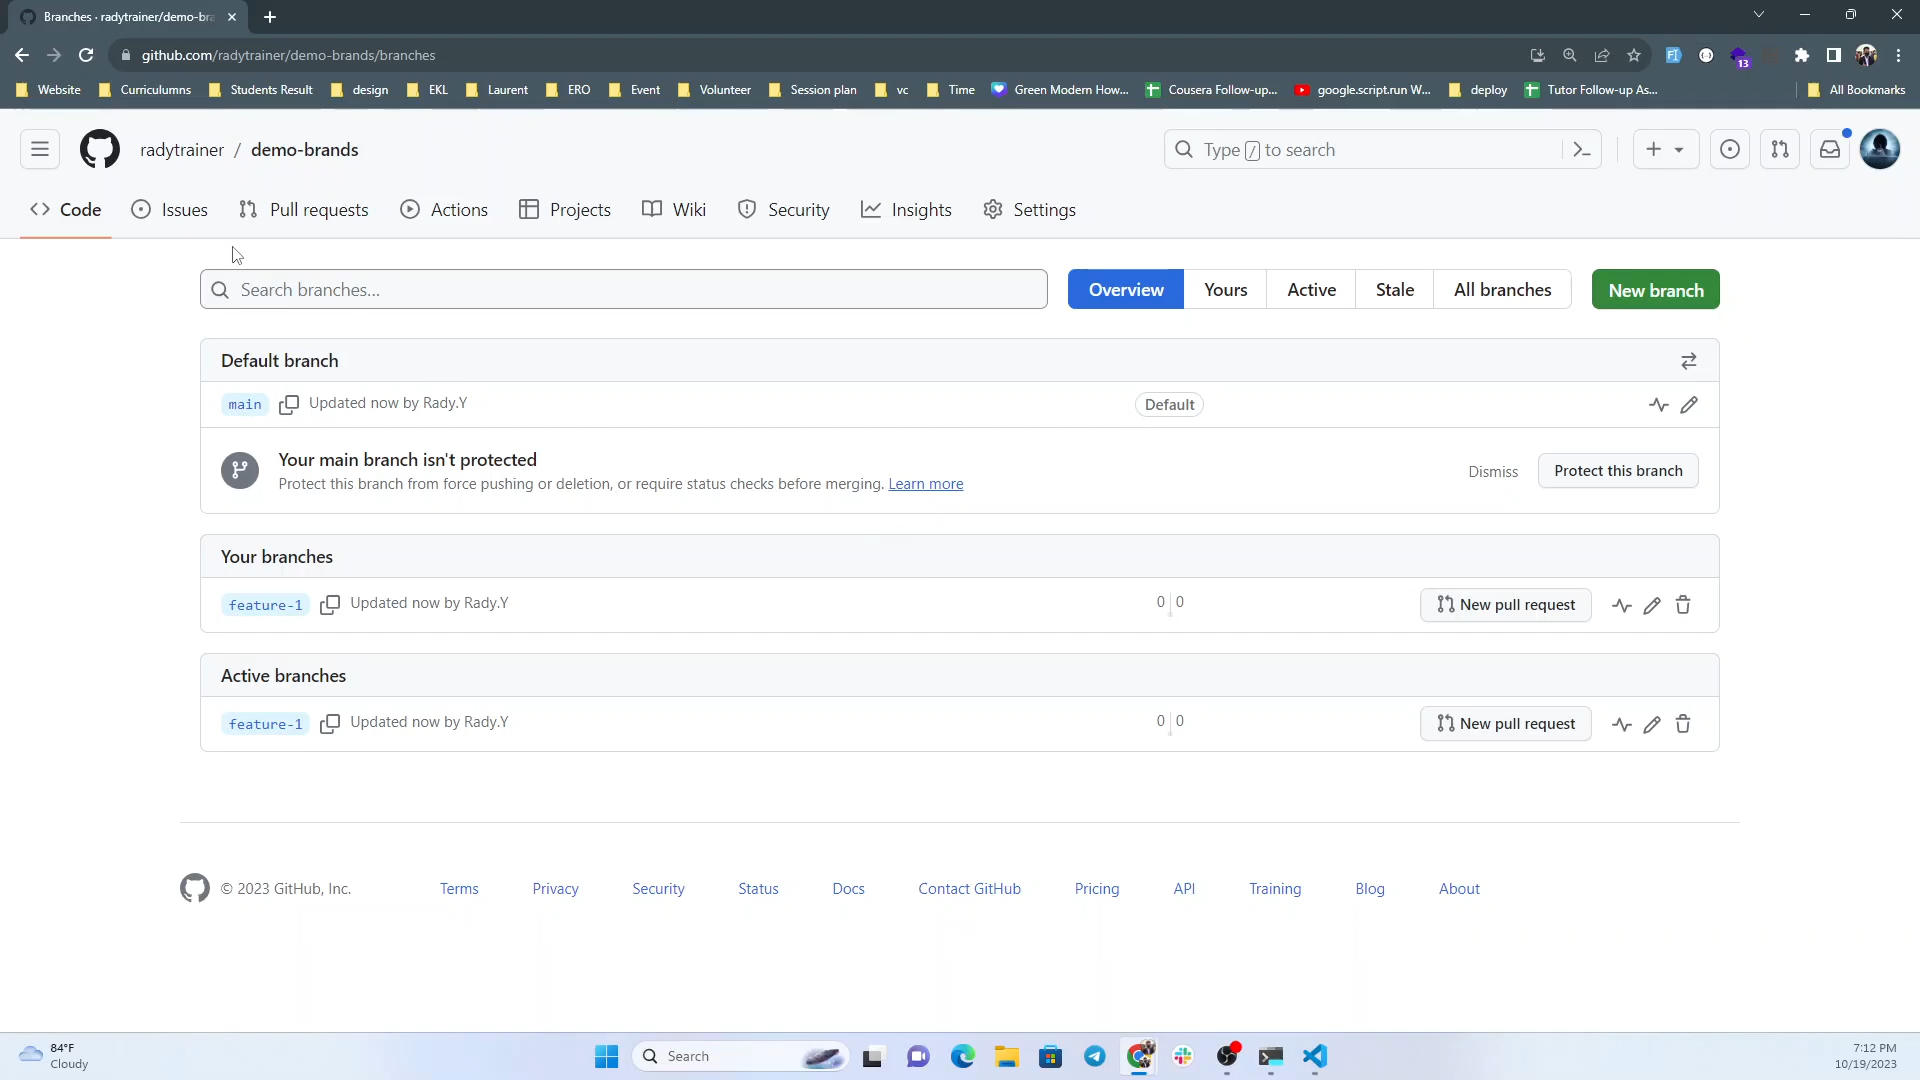 Branches · radytrainer/demo-bra
github.com/radytrainer/demo-brands/branches
13
Website Curriculumns Students Result design EKL Laurent ERO Event Volunteer Session plan vc Time Green Modern How... Cousera Follow-up... google.script.run W... deploy Tutor Follow-up As... All Bookmarks
radytrainer / demo-brands
Type / to search
Code Issues Pull requests Actions Projects Wiki Security Insights Settings
Search branches...
Overview Yours Active Stale All branches New branch
Default branch
main Updated now by Rady.Y Default
Your main branch isn't protected
Protect this branch from force pushing or deletion, or require status checks before merging. Learn more
Dismiss Protect this branch
Your branches
feature-1 Updated now by Rady.Y 0 0 New pull request
Active branches
feature-1 Updated now by Rady.Y 0 0 New pull request
© 2023 GitHub, Inc. Terms Privacy Security Status Docs Contact GitHub Pricing API Training Blog About
84°F
Cloudy
Search
7:12 PM
10/19/2023